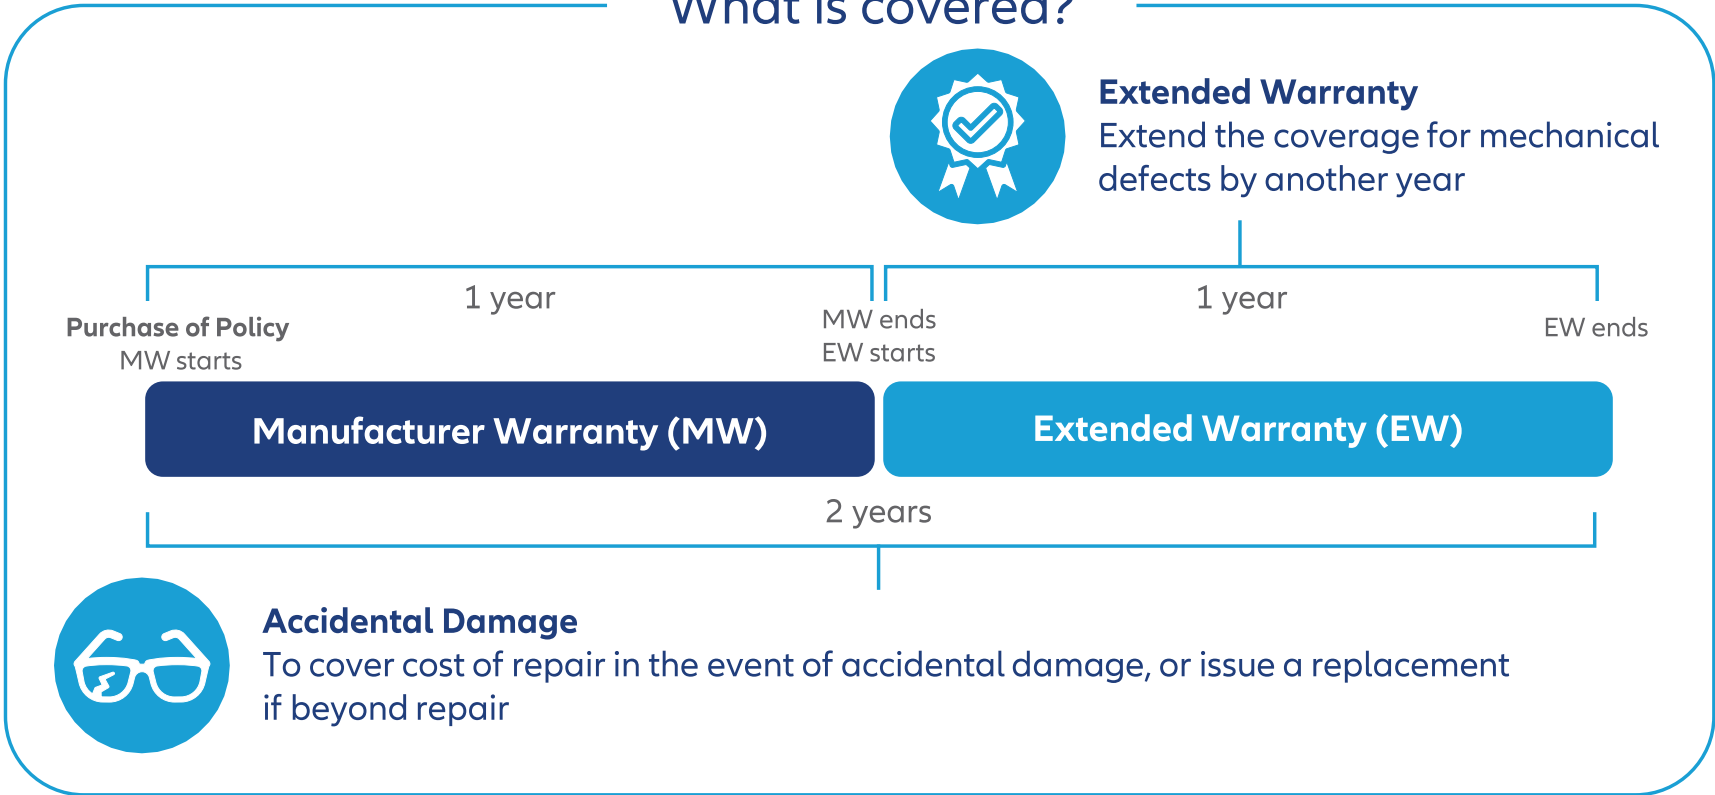 What is covered?
Extended Warranty
Extend the coverage for mechanical
defects by another year
1 year
1 year
Purchase of Policy
MW starts
MW ends
EW starts
EW ends
Manufacturer Warranty (MW)
Extended Warranty (EW)
2 years
Accidental Damage
To cover cost of repair in the event of accidental damage, or issue a replacement
if beyond repair